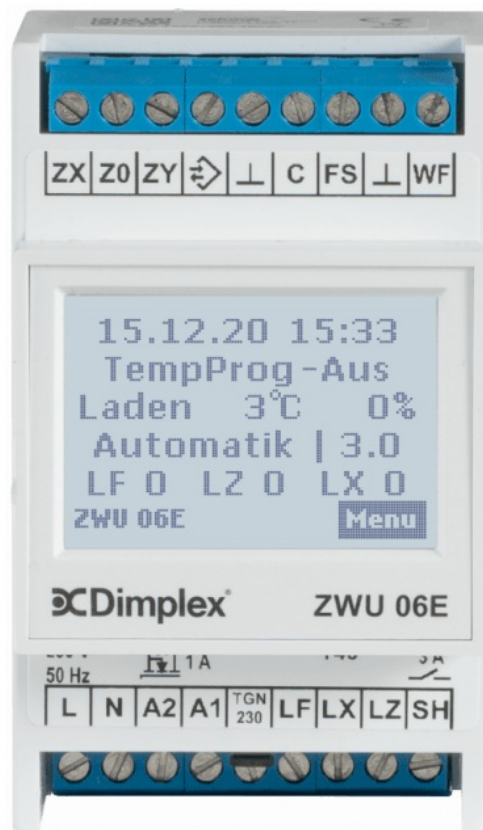 ZX Z0 ZY ⊥ C FS ⊥ WF
15.12.20 15:33
TempProg-Aus
Laden 3°C 0%
Automatik | 3.0
LF 0 LZ 0 LX 0
ZWU 06E Menu
Dimplex® ZWU 06E
50 Hz 1 A 3 A
L N A2 A1 TGN 230 LF LX LZ SH